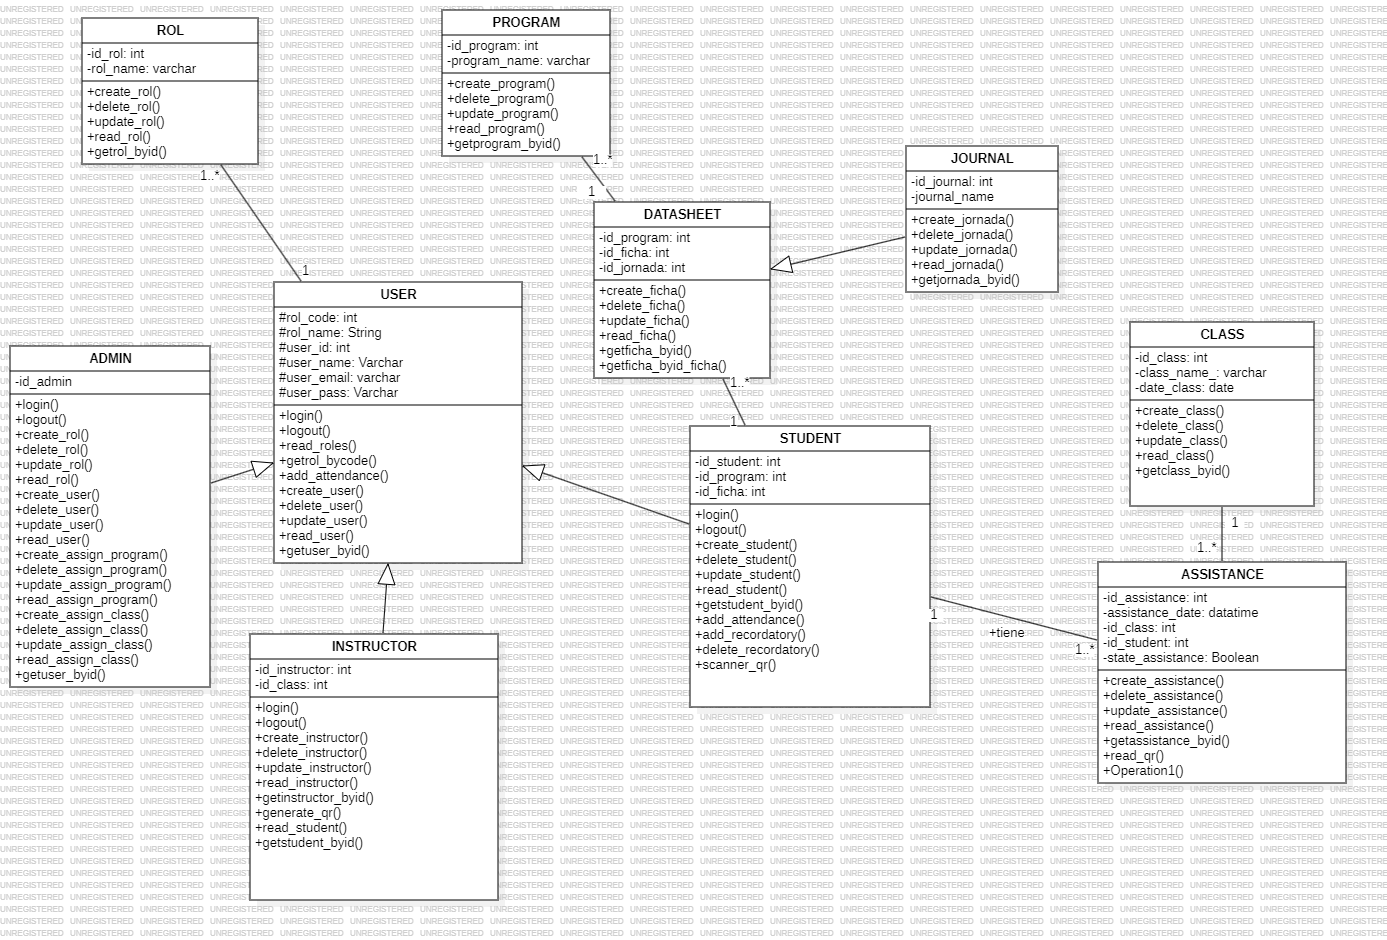 ROL
-id_rol: int
-rol_name: varchar
+create_rol()
+delete_rol()
+update_rol()
+read_rol()
+getrol_byid()
1..*
1
PROGRAM
-id_program: int
-program_name: varchar
+create_program()
+delete_program()
+update_program()
+read_program()
+getprogram_byid()
1..*
1
JOURNAL
-id_journal: int
-journal_name
+create_jornada()
+delete_jornada()
+update_jornada()
+read_jornada()
+getjornada_byid()
DATASHEET
-id_program: int
-id_ficha: int
-id_jornada: int
+create_ficha()
+delete_ficha()
+update_ficha()
+read_ficha()
+getficha_byid()
+getficha_byid_ficha()
1..*
1
USER
#rol_code: int
#rol_name: String
#user_id: int
#user_name: Varchar
#user_email: varchar
#user_pass: Varchar
+login()
+logout()
+read_roles()
+getrol_bycode()
+add_attendance()
+create_user()
+delete_user()
+update_user()
+read_user()
+getuser_byid()
ADMIN
-id_admin
+login()
+logout()
+create_rol()
+delete_rol()
+update_rol()
+read_rol()
+create_user()
+delete_user()
+update_user()
+read_user()
+create_assign_program()
+delete_assign_program()
+update_assign_program()
+read_assign_program()
+create_assign_class()
+delete_assign_class()
+update_assign_class()
+read_assign_class()
+getuser_byid()
CLASS
-id_class: int
-class_name_: varchar
-date_class: date
+create_class()
+delete_class()
+update_class()
+read_class()
+getclass_byid()
1
1..*
STUDENT
-id_student: int
-id_program: int
-id_ficha: int
+login()
+logout()
+create_student()
+delete_student()
+update_student()
+read_student()
+getstudent_byid()
+add_attendance()
+add_recordatory()
+delete_recordatory()
+scanner_qr()
1
+tiene
1..*
ASSISTANCE
-id_assistance: int
-assistance_date: datatime
-id_class: int
-id_student: int
-state_assistance: Boolean
+create_assistance()
+delete_assistance()
+update_assistance()
+read_assistance()
+getassistance_byid()
+read_qr()
+Operation1()
INSTRUCTOR
-id_instructor: int
-id_class: int
+login()
+logout()
+create_instructor()
+delete_instructor()
+update_instructor()
+read_instructor()
+getinstructor_byid()
+generate_qr()
+read_student()
+getstudent_byid()
UNREGISTERED